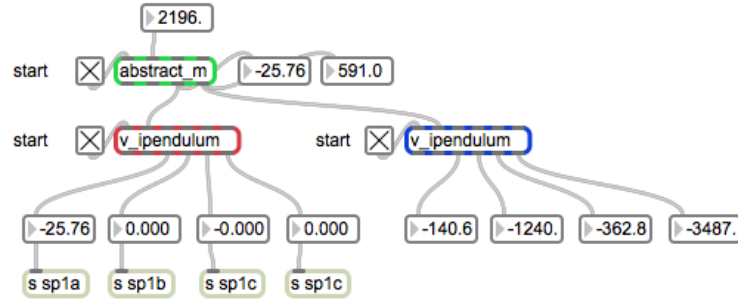 2196.
start abstract_m -25.76 591.0
start v_ipendulum start v_ipendulum
-25.76 0.000 -0.000 0.000 -140.6 -1240. -362.8 -3487.
s sp1a s sp1b s sp1c s sp1c